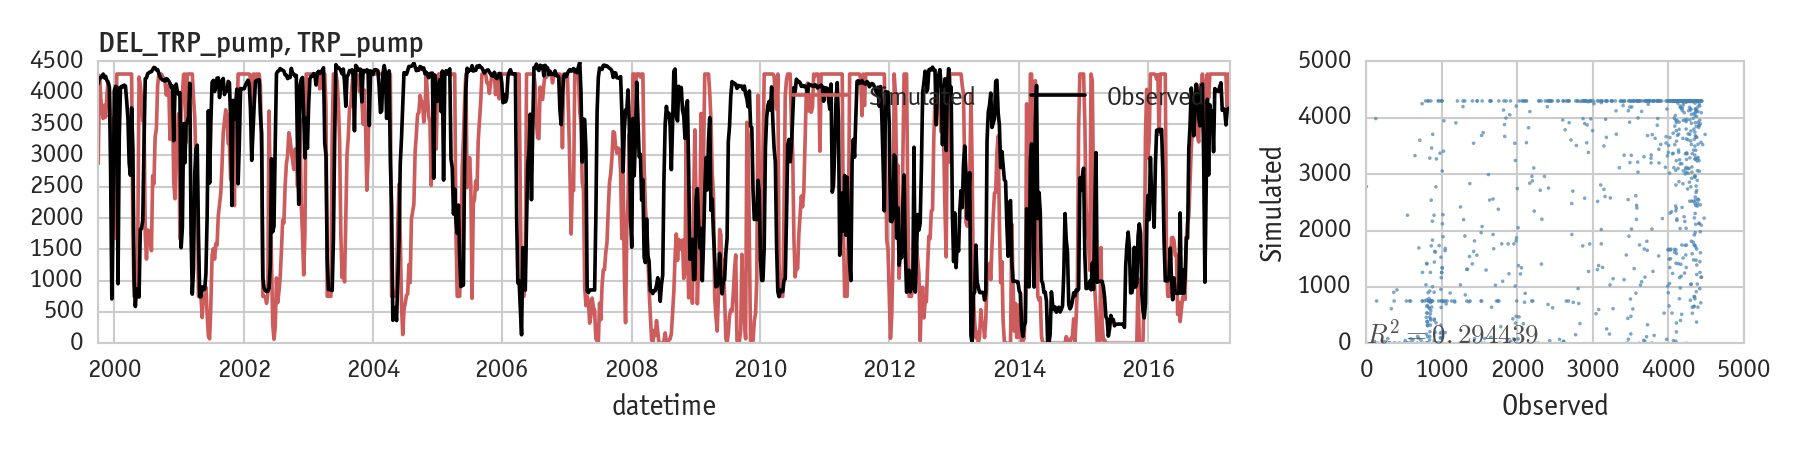 DEL_TRP_pump, TRP_pump
4500
4000
3500
3000
2500
2000
1500
1000
500
0
Simulated
Observed
2000 2002 2004 2006 2008 2010 2012 2014 2016
datetime
5000
4000
3000
2000
1000
0
Simulated
R² = 0.294439
0 1000 2000 3000 4000 5000
Observed